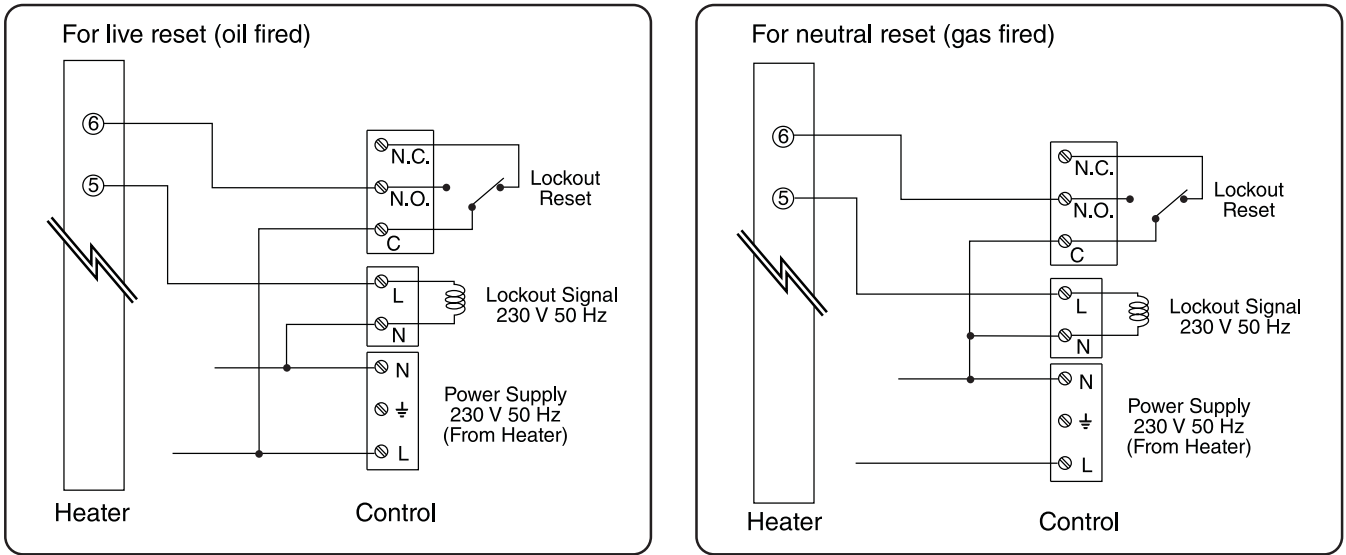 For live reset (oil fired)
6
5
N.C.
N.O.
C
Lockout
Reset
L
N
Lockout Signal
230 V 50 Hz
N
L
Power Supply
230 V 50 Hz
(From Heater)
Heater
Control
For neutral reset (gas fired)
6
5
N.C.
N.O.
C
Lockout
Reset
L
N
Lockout Signal
230 V 50 Hz
N
L
Power Supply
230 V 50 Hz
(From Heater)
Heater
Control